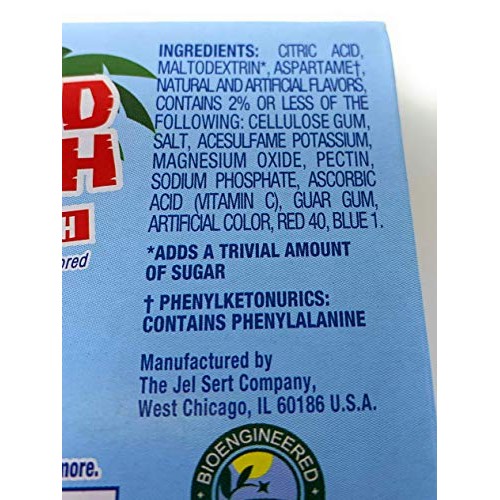 INGREDIENTS: CITRIC ACID,
MALTODEXTRIN*, ASPARTAME†,
NATURAL AND ARTIFICIAL FLAVORS,
CONTAINS 2% OR LESS OF THE
FOLLOWING: CELLULOSE GUM,
SALT, ACESULFAME POTASSIUM,
MAGNESIUM OXIDE, PECTIN,
SODIUM PHOSPHATE, ASCORBIC
ACID (VITAMIN C), GUAR GUM,
ARTIFICIAL COLOR, RED 40, BLUE 1.
*ADDS A TRIVIAL AMOUNT
OF SUGAR
† PHENYLKETONURICS:
CONTAINS PHENYLALANINE
Manufactured by
The Jel Sert Company,
West Chicago, IL 60186 U.S.A.
BIOENGINEERED
more.